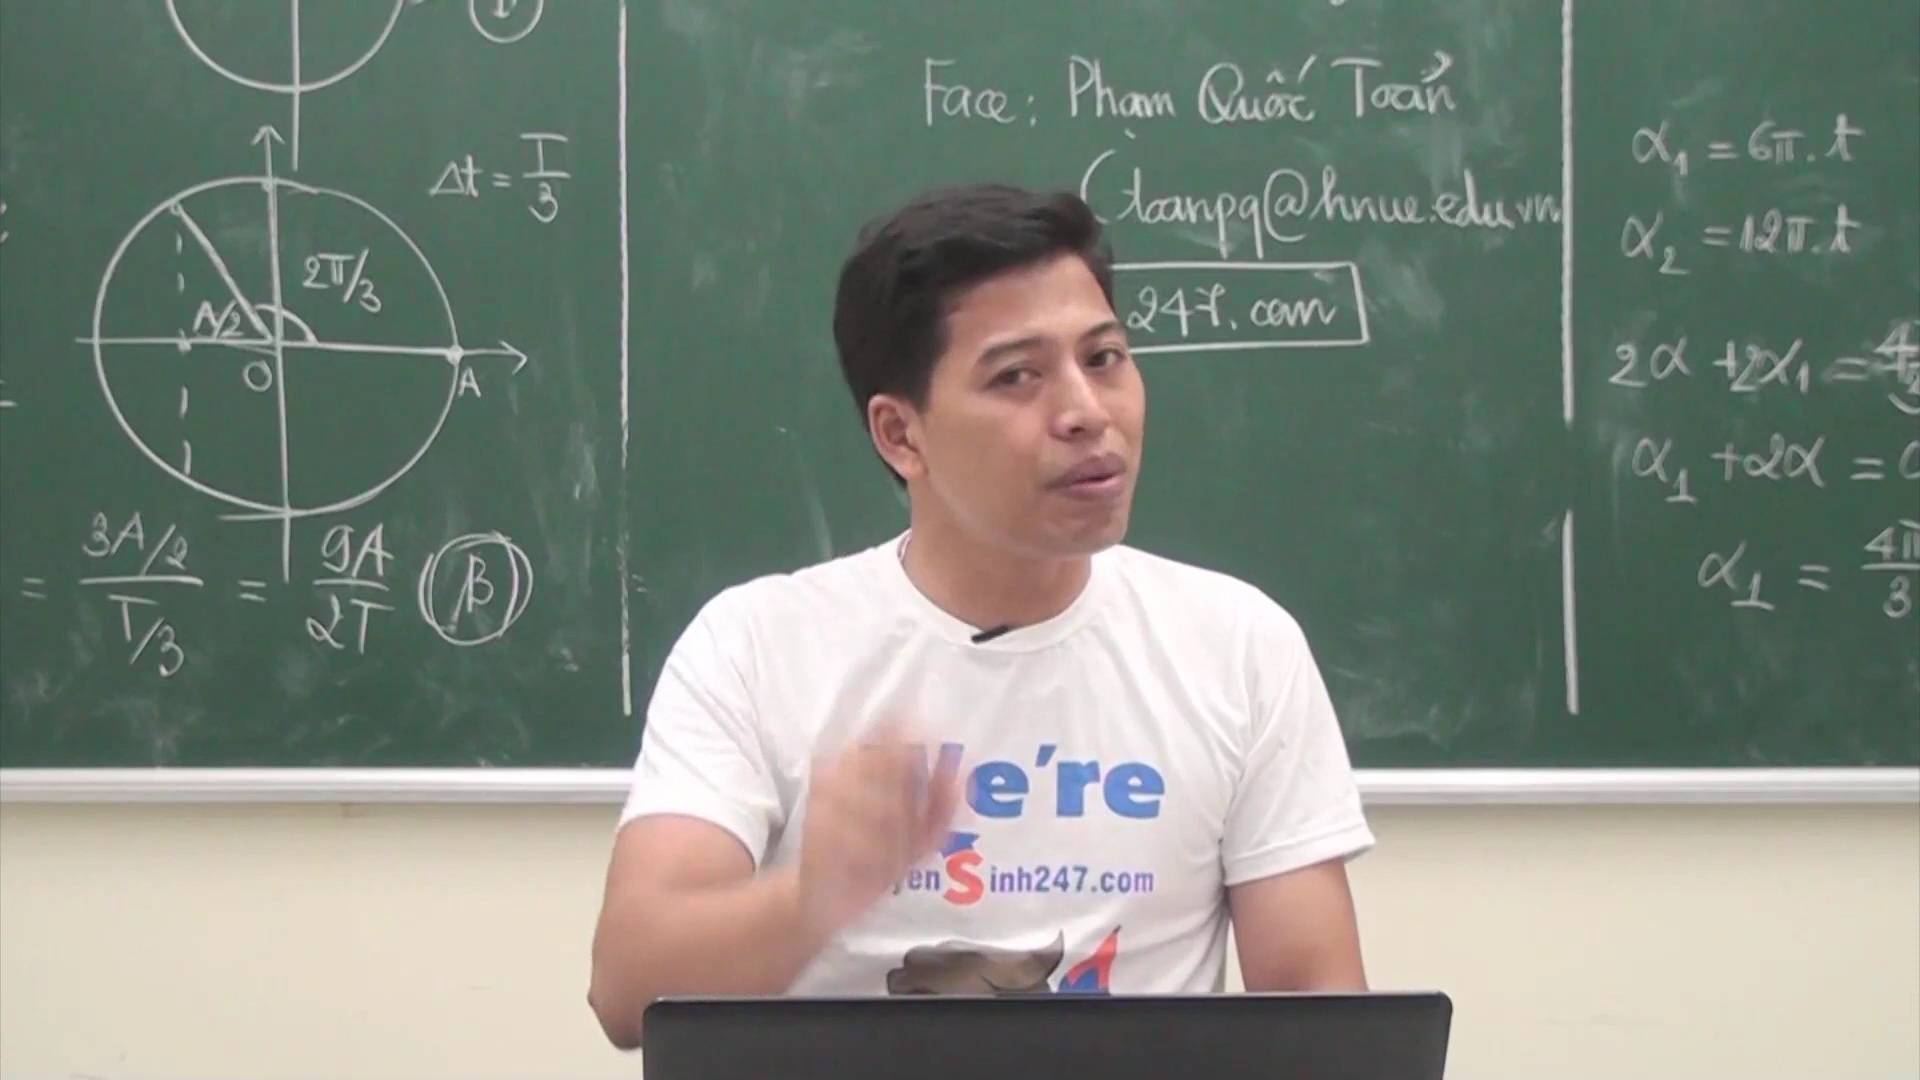 Δt = T/3
2π/3
A/2
O
A
= 3A/2 / T/3 = 9A / 2T
B
Face: Phạm Quốc Toản
(toanpq@hnue.edu.vn
247.com
α₁ = 6π.t
α₂ = 12π.t
2α + 2α₁ = 4
α₁ + 2α =
α₁ = 4π/3
We're
yenSinh247.com